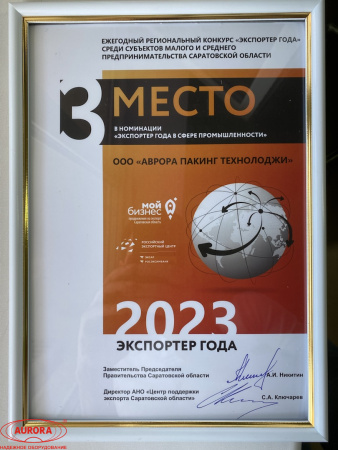 ЕЖЕГОДНЫЙ РЕГИОНАЛЬНЫЙ КОНКУРС «ЭКСПОРТЕР ГОДА»
СРЕДИ СУБЪЕКТОВ МАЛОГО И СРЕДНЕГО
ПРЕДПРИНИМАТЕЛЬСТВА САРАТОВСКОЙ ОБЛАСТИ
3 МЕСТО
В НОМИНАЦИИ
«ЭКСПОРТЕР ГОДА В СФЕРЕ ПРОМЫШЛЕННОСТИ»
ООО «АВРОРА ПАКИНГ ТЕХНОЛОДЖИ»
МОЙ
БИЗНЕС
РОССИЙСКИЙ
ЭКСПОРТНЫЙ ЦЕНТР
2023
ЭКСПОРТЕР ГОДА
Заместитель Председателя
Правительства Саратовской области
А.И. Никитин
Директор АНО «Центр поддержки
экспорта Саратовской области»
С.А. Ключарев
AURORA
НАДЕЖНОЕ ОБОРУДОВАНИЕ